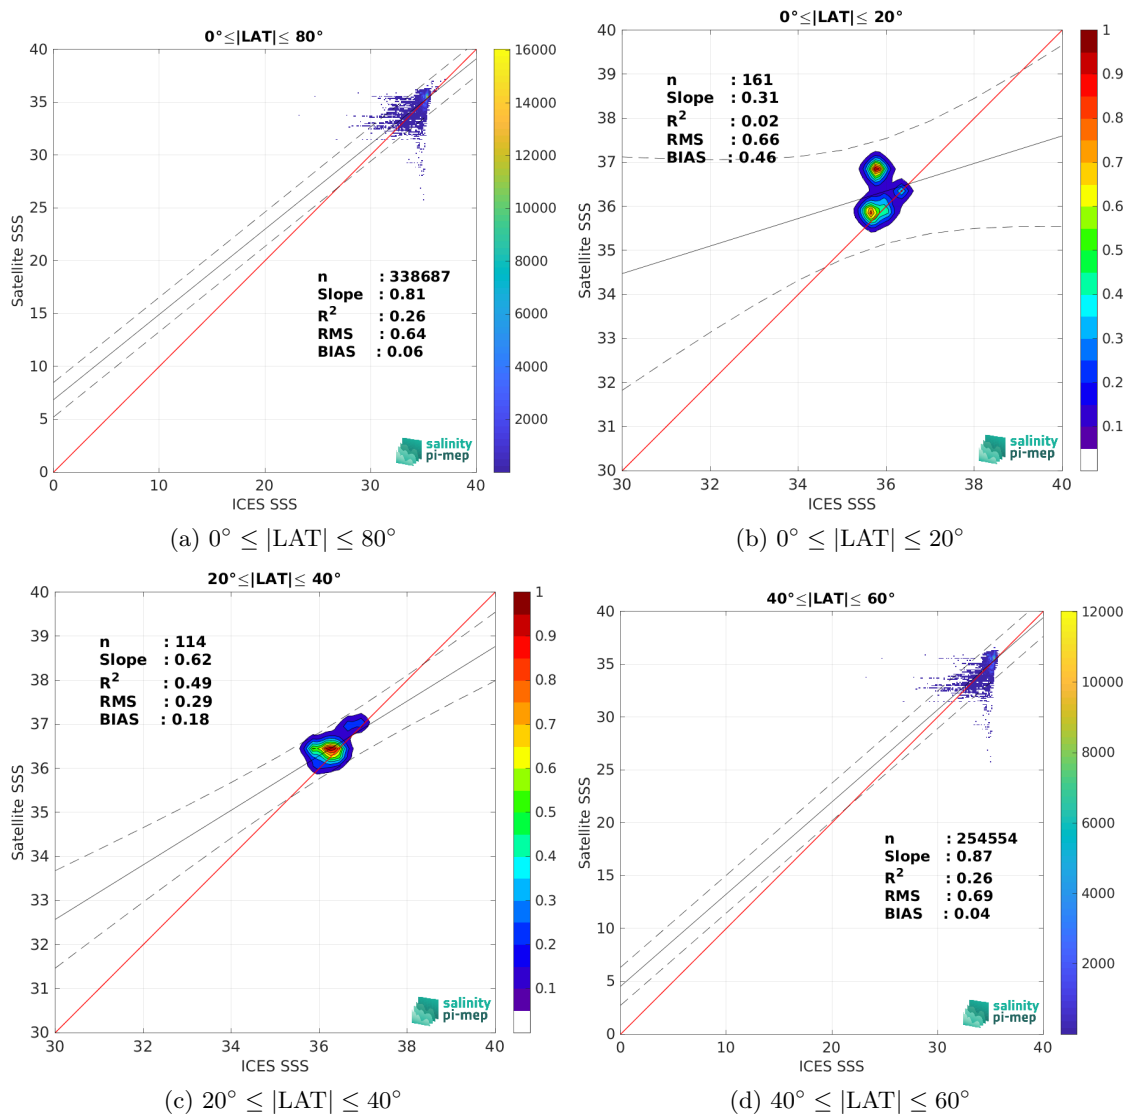 0°≤|LAT|≤ 80°
40
35
30
25
20
15
10
5
0
Satellite SSS
n : 338687
Slope : 0.81
R² : 0.26
RMS : 0.64
BIAS : 0.06
salinity
pi-mep
0 10 20 30 40
ICES SSS
16000
14000
12000
10000
8000
6000
4000
2000
(a) 0° ≤ |LAT| ≤ 80°
0°≤|LAT|≤ 20°
40
39
38
37
36
35
34
33
32
31
30
Satellite SSS
n : 161
Slope : 0.31
R² : 0.02
RMS : 0.66
BIAS : 0.46
salinity
pi-mep
30 32 34 36 38 40
ICES SSS
1
0.9
0.8
0.7
0.6
0.5
0.4
0.3
0.2
0.1
(b) 0° ≤ |LAT| ≤ 20°
20°≤|LAT|≤ 40°
40
39
38
37
36
35
34
33
32
31
30
Satellite SSS
n : 114
Slope : 0.62
R² : 0.49
RMS : 0.29
BIAS : 0.18
salinity
pi-mep
30 32 34 36 38 40
ICES SSS
1
0.9
0.8
0.7
0.6
0.5
0.4
0.3
0.2
0.1
(c) 20° ≤ |LAT| ≤ 40°
40°≤|LAT|≤ 60°
40
35
30
25
20
15
10
5
0
Satellite SSS
n : 254554
Slope : 0.87
R² : 0.26
RMS : 0.69
BIAS : 0.04
salinity
pi-mep
0 10 20 30 40
ICES SSS
12000
10000
8000
6000
4000
2000
(d) 40° ≤ |LAT| ≤ 60°